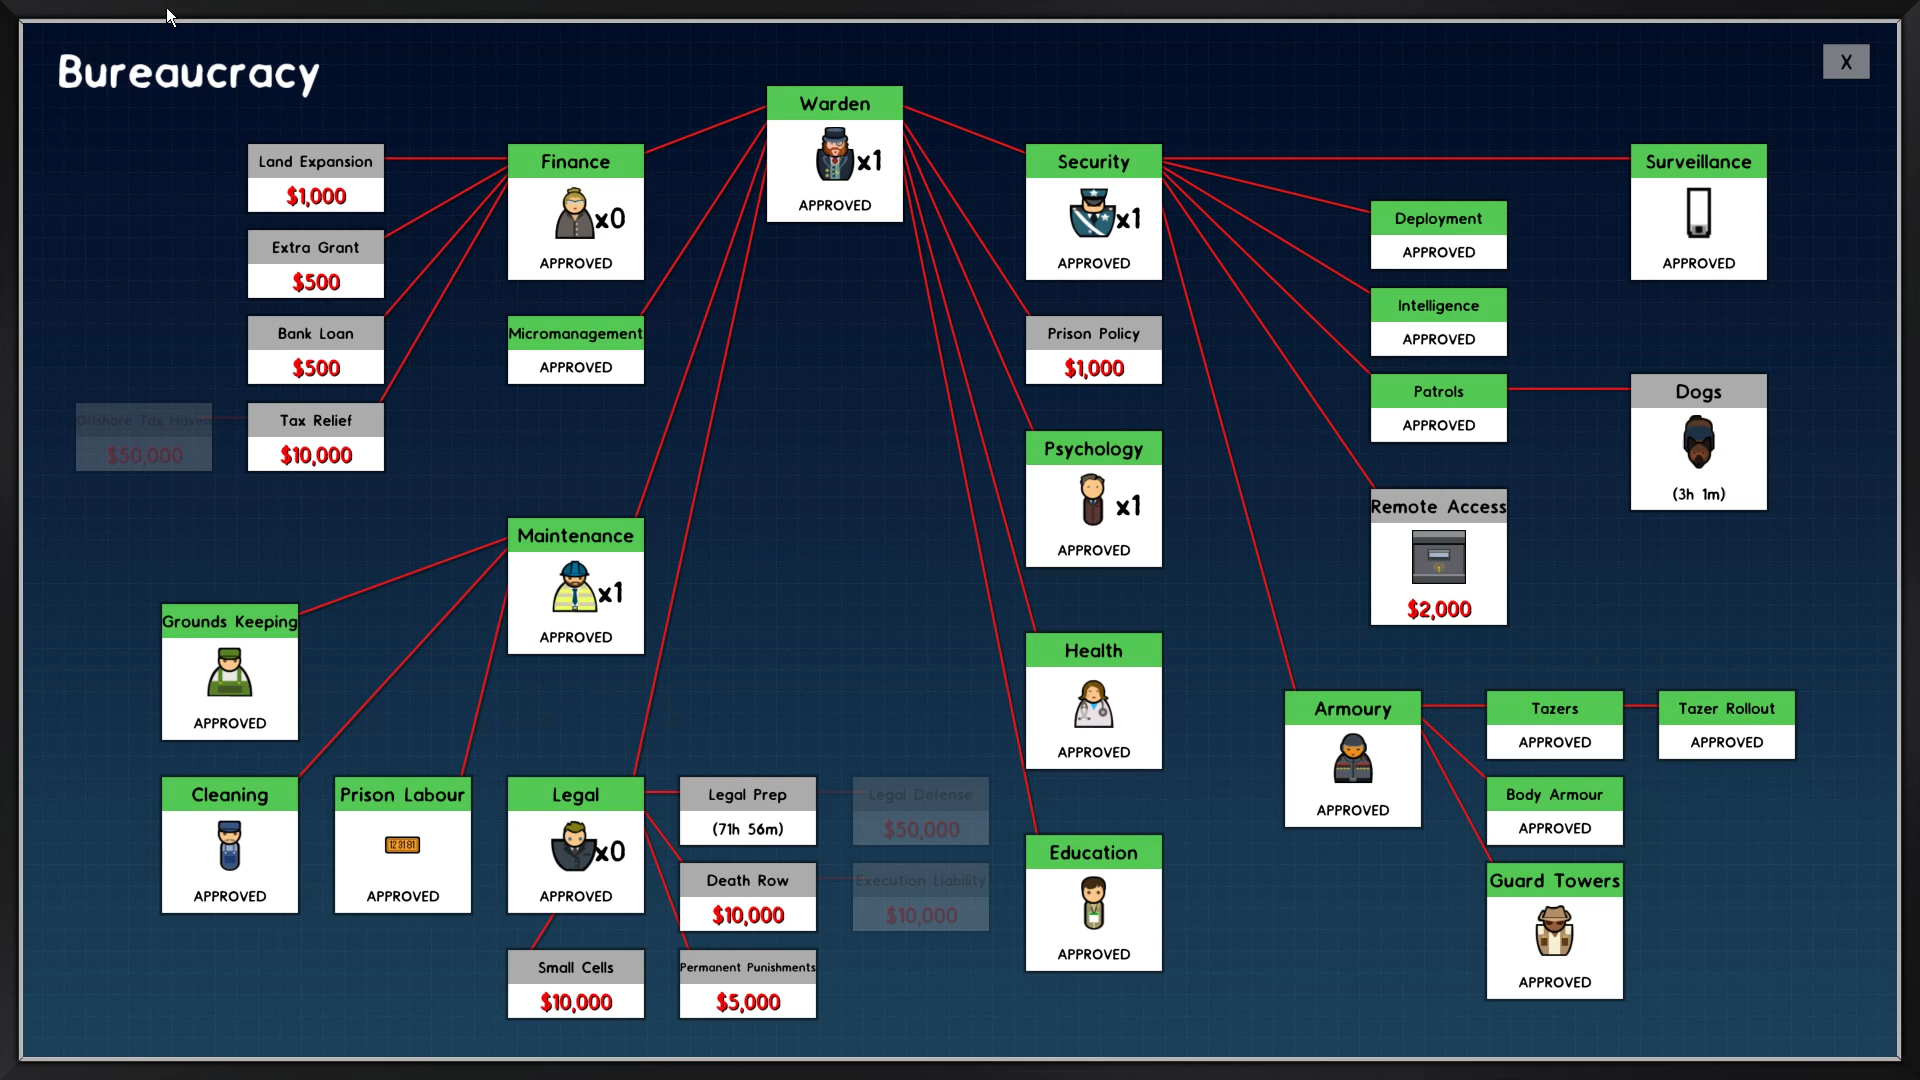 Bureaucracy
X
Warden
x1
APPROVED
Land Expansion
$1,000
Finance
x0
APPROVED
Security
x1
APPROVED
Surveillance
APPROVED
Deployment
APPROVED
Extra Grant
$500
Intelligence
APPROVED
Bank Loan
$500
Micromanagement
APPROVED
Prison Policy
$1,000
Patrols
APPROVED
Dogs
(3h 1m)
Offshore Tax Haven
$50,000
Tax Relief
$10,000
Psychology
x1
APPROVED
Remote Access
$2,000
Maintenance
x1
APPROVED
Grounds Keeping
APPROVED
Health
APPROVED
Armoury
APPROVED
Tazers
APPROVED
Tazer Rollout
APPROVED
Cleaning
APPROVED
Prison Labour
123181
APPROVED
Legal
x0
APPROVED
Legal Prep
(71h 56m)
Legal Defense
$50,000
Body Armour
APPROVED
Death Row
$10,000
Execution Liability
$10,000
Education
APPROVED
Guard Towers
APPROVED
Small Cells
$10,000
Permanent Punishments
$5,000